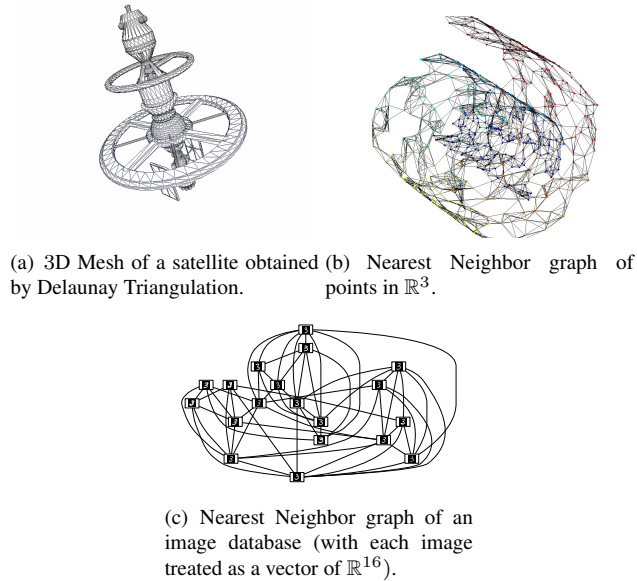 (a) 3D Mesh of a satellite obtained
by Delaunay Triangulation.
(b) Nearest Neighbor graph of
points in ℝ³.
(c) Nearest Neighbor graph of an
image database (with each image
treated as a vector of ℝ¹⁶).